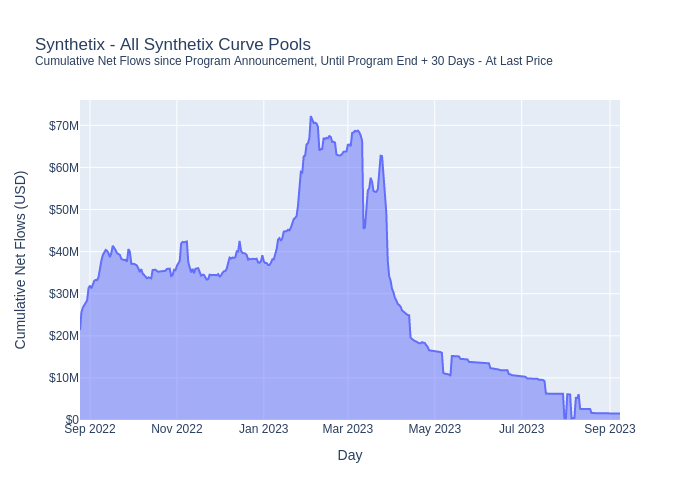 Synthetix - All Synthetix Curve Pools
Cumulative Net Flows since Program Announcement, Until Program End + 30 Days - At Last Price
Cumulative Net Flows (USD)
$70M
$60M
$50M
$40M
$30M
$20M
$10M
$0
Sep 2022 Nov 2022 Jan 2023 Mar 2023 May 2023 Jul 2023 Sep 2023
Day